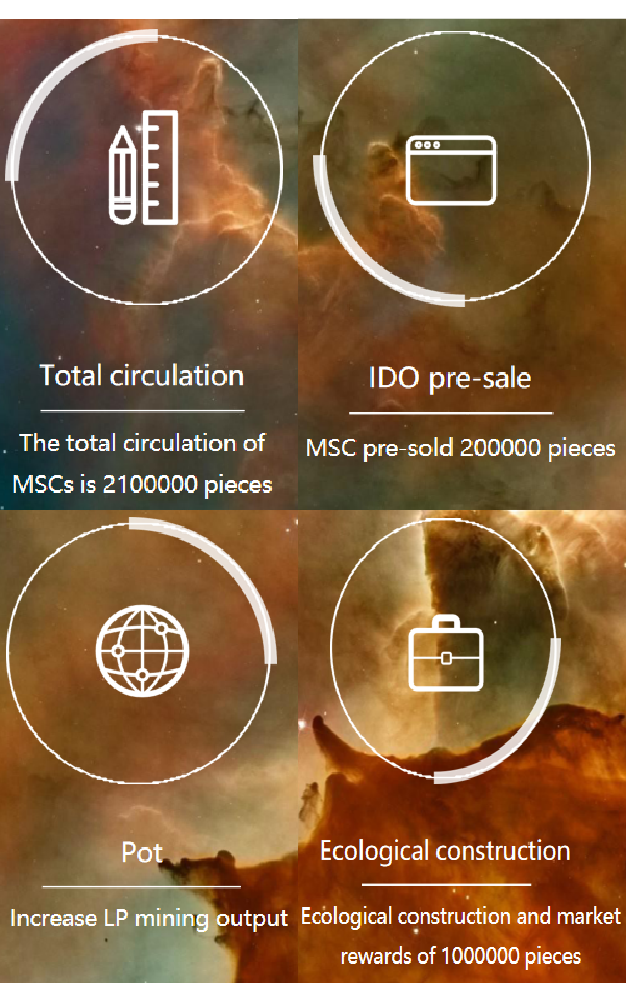 Total circulation
The total circulation of
MSCs is 2100000 pieces
IDO pre-sale
MSC pre-sold 200000 pieces
Pot
Increase LP mining output
Ecological construction
Ecological construction and market
rewards of 1000000 pieces